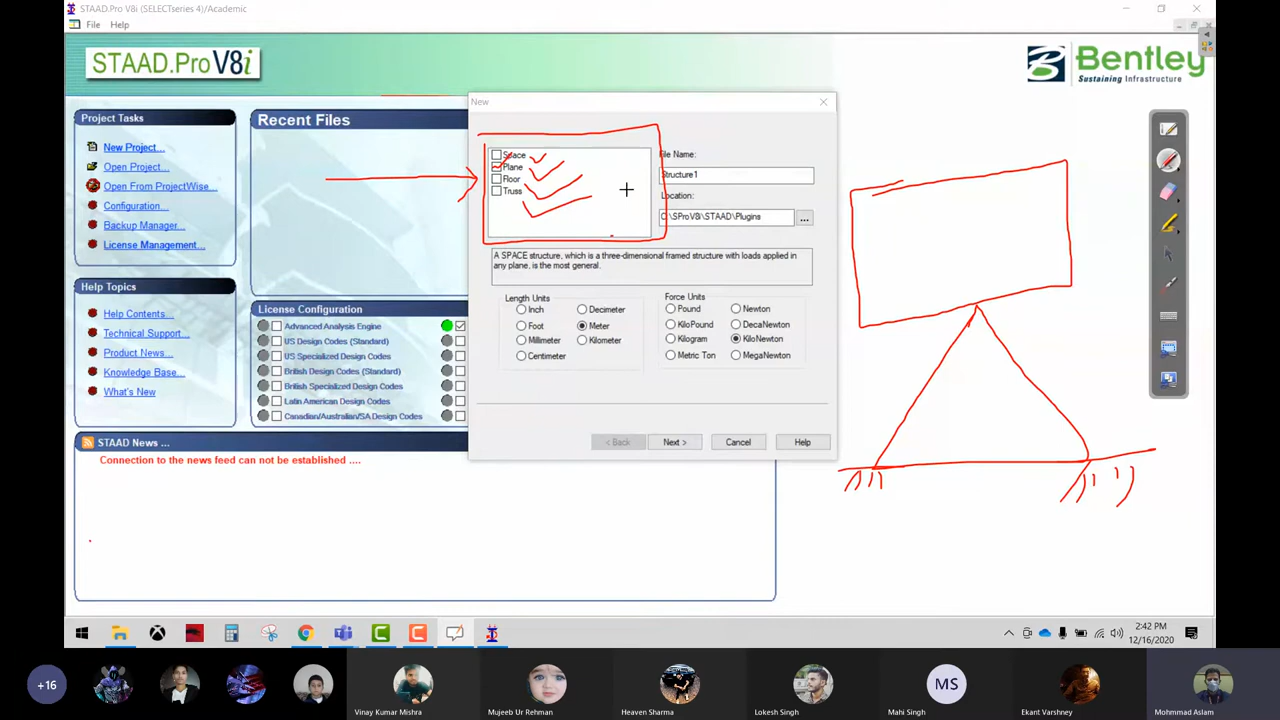 STAAD.Pro V8i (SELECTseries 4)/Academic
File Help
STAAD.Pro V8i
Bentley
Sustaining Infrastructure
Project Tasks
New Project...
Open Project...
Open From ProjectWise...
Configuration...
Backup Manager...
License Management...
Help Topics
Help Contents...
Technical Support...
Product News...
Knowledge Base...
What's New
Recent Files
License Configuration
Advanced Analysis Engine
US Design Codes (Standard)
US Specialized Design Codes
British Design Codes (Standard)
British Specialized Design Codes
Latin American Design Codes
Canadian/Australian/SA Design Codes
STAAD News ...
Connection to the news feed can not be established ....
New
Space
Plane
Floor
Truss
File Name:
Structure1
Location:
C:\SProV8i\STAAD\Plugins
...
A SPACE structure, which is a three-dimensional framed structure with loads applied in
any plane, is the most general.
Length Units
Inch Decimeter
Foot Meter
Millimeter Kilometer
Centimeter
Force Units
Pound Newton
KiloPound DecaNewton
Kilogram KiloNewton
Metric Ton MegaNewton
< Back Next > Cancel Help
2:42 PM
12/16/2020
+16
Vinay Kumar Mishra
Mujeeb Ur Rehman
Heaven Sharma
Lokesh Singh
MS
Mahi Singh
Ekant Varshney
Mohmmad Aslam